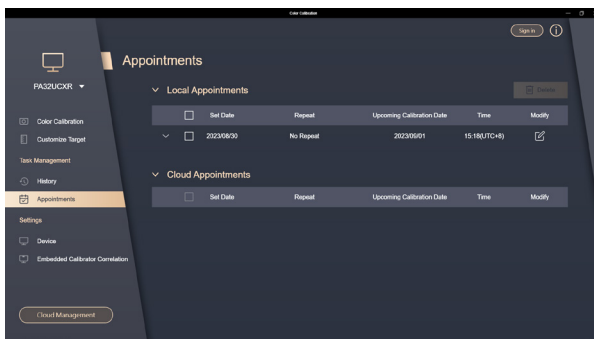 Color Calibration
Sign in
PA32UCXR
Appointments
Local Appointments
Delete
Set Date Repeat Upcoming Calibration Date Time Modify
2023/08/30 No Repeat 2023/09/01 15:18(UTC+8)
Cloud Appointments
Set Date Repeat Upcoming Calibration Date Time Modify
Color Calibration
Customize Target
Task Management
History
Appointments
Settings
Device
Embedded Calibrator Correlation
Cloud Management